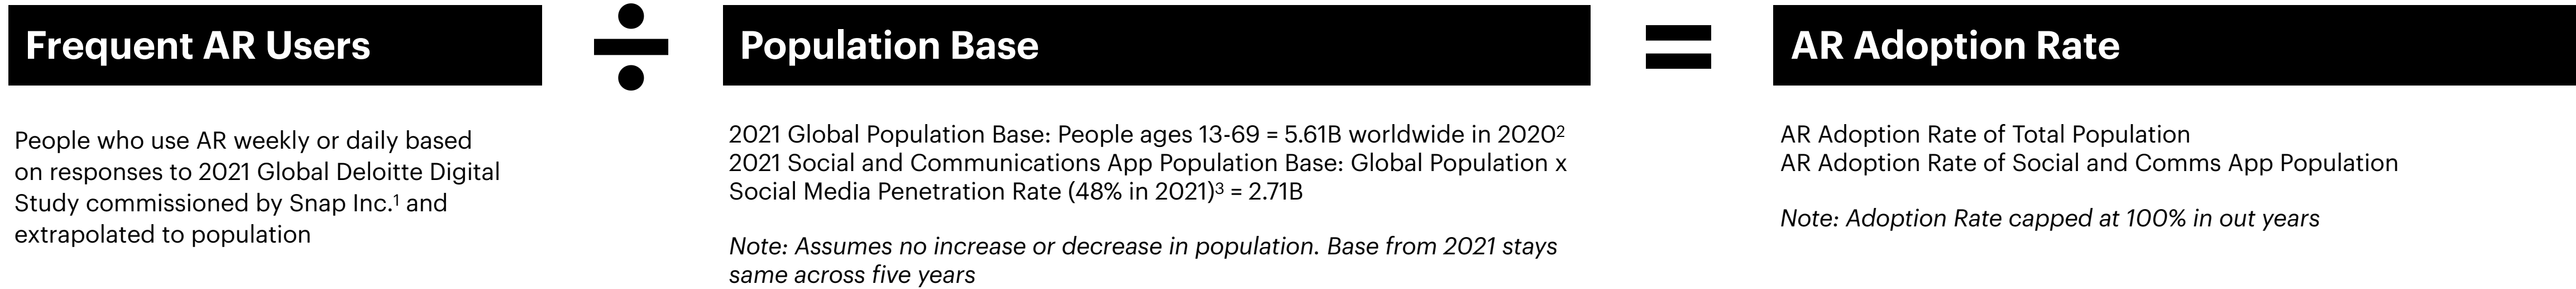 Frequent AR Users
÷
Population Base
=
AR Adoption Rate
People who use AR weekly or daily based
on responses to 2021 Global Deloitte Digital
Study commissioned by Snap Inc.¹ and
extrapolated to population
2021 Global Population Base: People ages 13-69 = 5.61B worldwide in 2020²
2021 Social and Communications App Population Base: Global Population x
Social Media Penetration Rate (48% in 2021)³ = 2.71B
Note: Assumes no increase or decrease in population. Base from 2021 stays
same across five years
AR Adoption Rate of Total Population
AR Adoption Rate of Social and Comms App Population
Note: Adoption Rate capped at 100% in out years